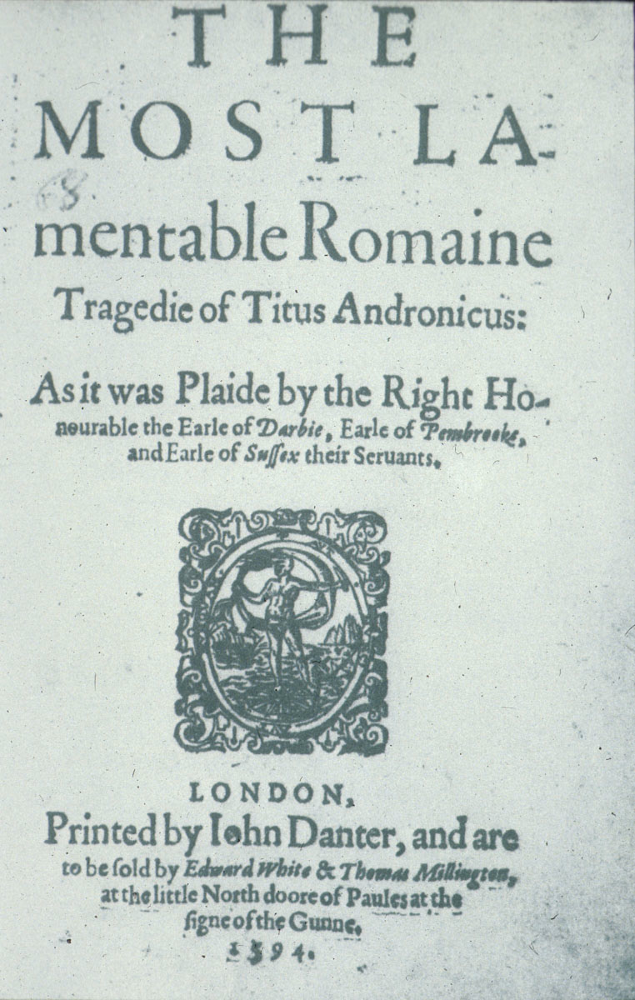 THE
MOST LA-
mentable Romaine
Tragedie of Titus Andronicus:
As it was Plaide by the Right Ho-
nourable the Earle of Darbie, Earle of Pembrooke,
and Earle of Suſſex their Seruants.
68
LONDON,
Printed by Iohn Danter, and are
to be ſold by Edward White & Thomas Millington,
at the little North doore of Paules at the
ſigne of the Gunne.
1594.